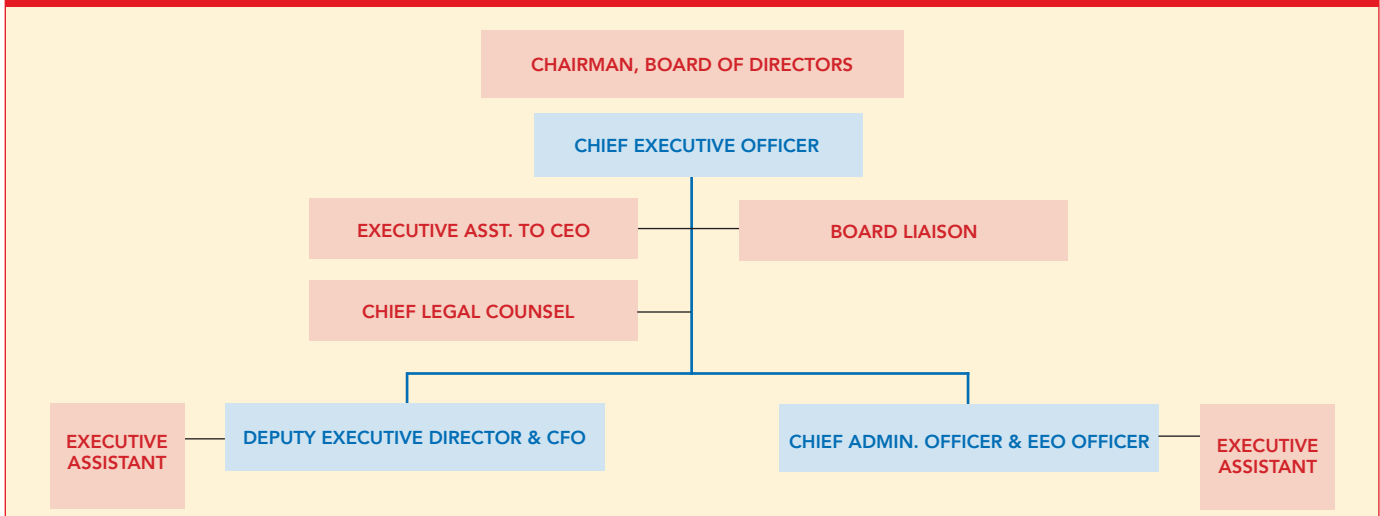 CHAIRMAN, BOARD OF DIRECTORS
CHIEF EXECUTIVE OFFICER
EXECUTIVE ASST. TO CEO
BOARD LIAISON
CHIEF LEGAL COUNSEL
EXECUTIVE
ASSISTANT
DEPUTY EXECUTIVE DIRECTOR & CFO
CHIEF ADMIN. OFFICER & EEO OFFICER
EXECUTIVE
ASSISTANT